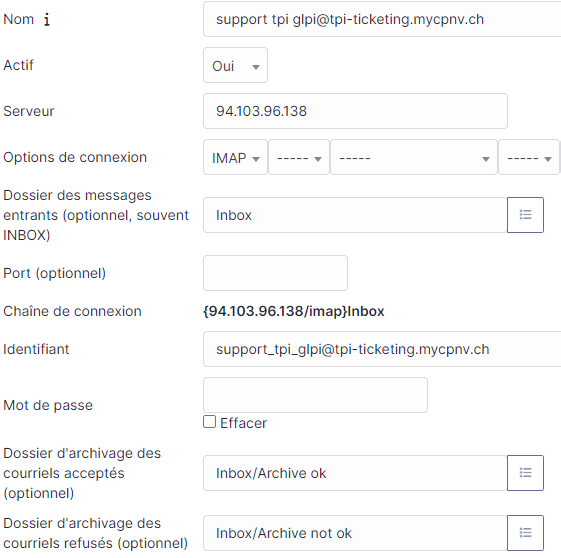 Nom i support tpi glpi@tpi-ticketing.mycpnv.ch
Actif Oui
Serveur 94.103.96.138
Options de connexion IMAP ----- ----- -----
Dossier des messages
entrants (optionnel, souvent
INBOX)
Inbox
Port (optionnel)
Chaîne de connexion {94.103.96.138/imap}Inbox
Identifiant support_tpi_glpi@tpi-ticketing.mycpnv.ch
Mot de passe
Effacer
Dossier d'archivage des
courriels acceptés
(optionnel)
Inbox/Archive ok
Dossier d'archivage des
courriels refusés (optionnel)
Inbox/Archive not ok